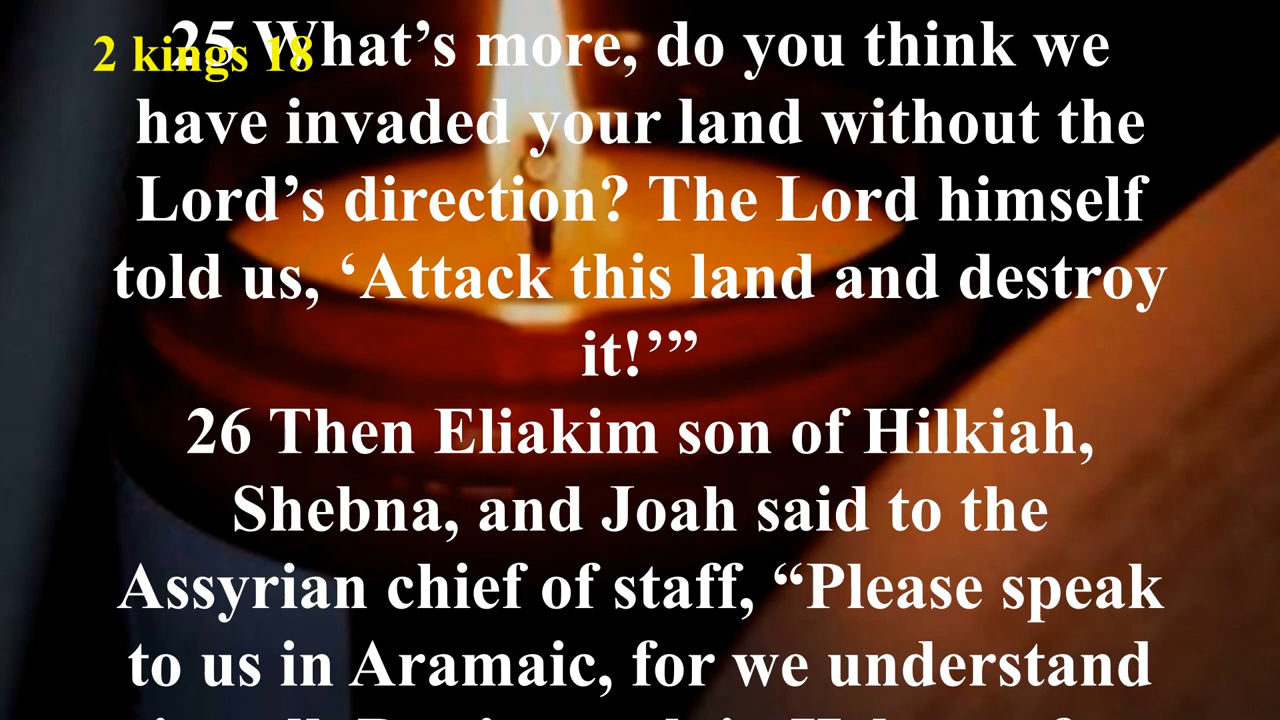 2 kings 18
25 What’s more, do you think we
have invaded your land without the
Lord’s direction? The Lord himself
told us, ‘Attack this land and destroy
it!’”
26 Then Eliakim son of Hilkiah,
Shebna, and Joah said to the
Assyrian chief of staff, “Please speak
to us in Aramaic, for we understand